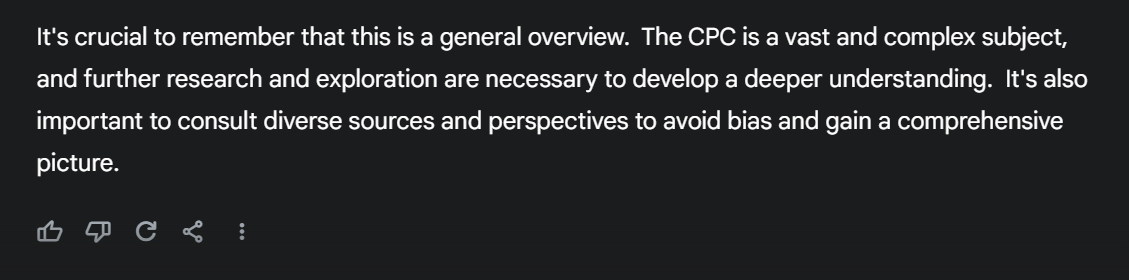 It's crucial to remember that this is a general overview.  The CPC is a vast and complex subject,
and further research and exploration are necessary to develop a deeper understanding.  It's also
important to consult diverse sources and perspectives to avoid bias and gain a comprehensive
picture.